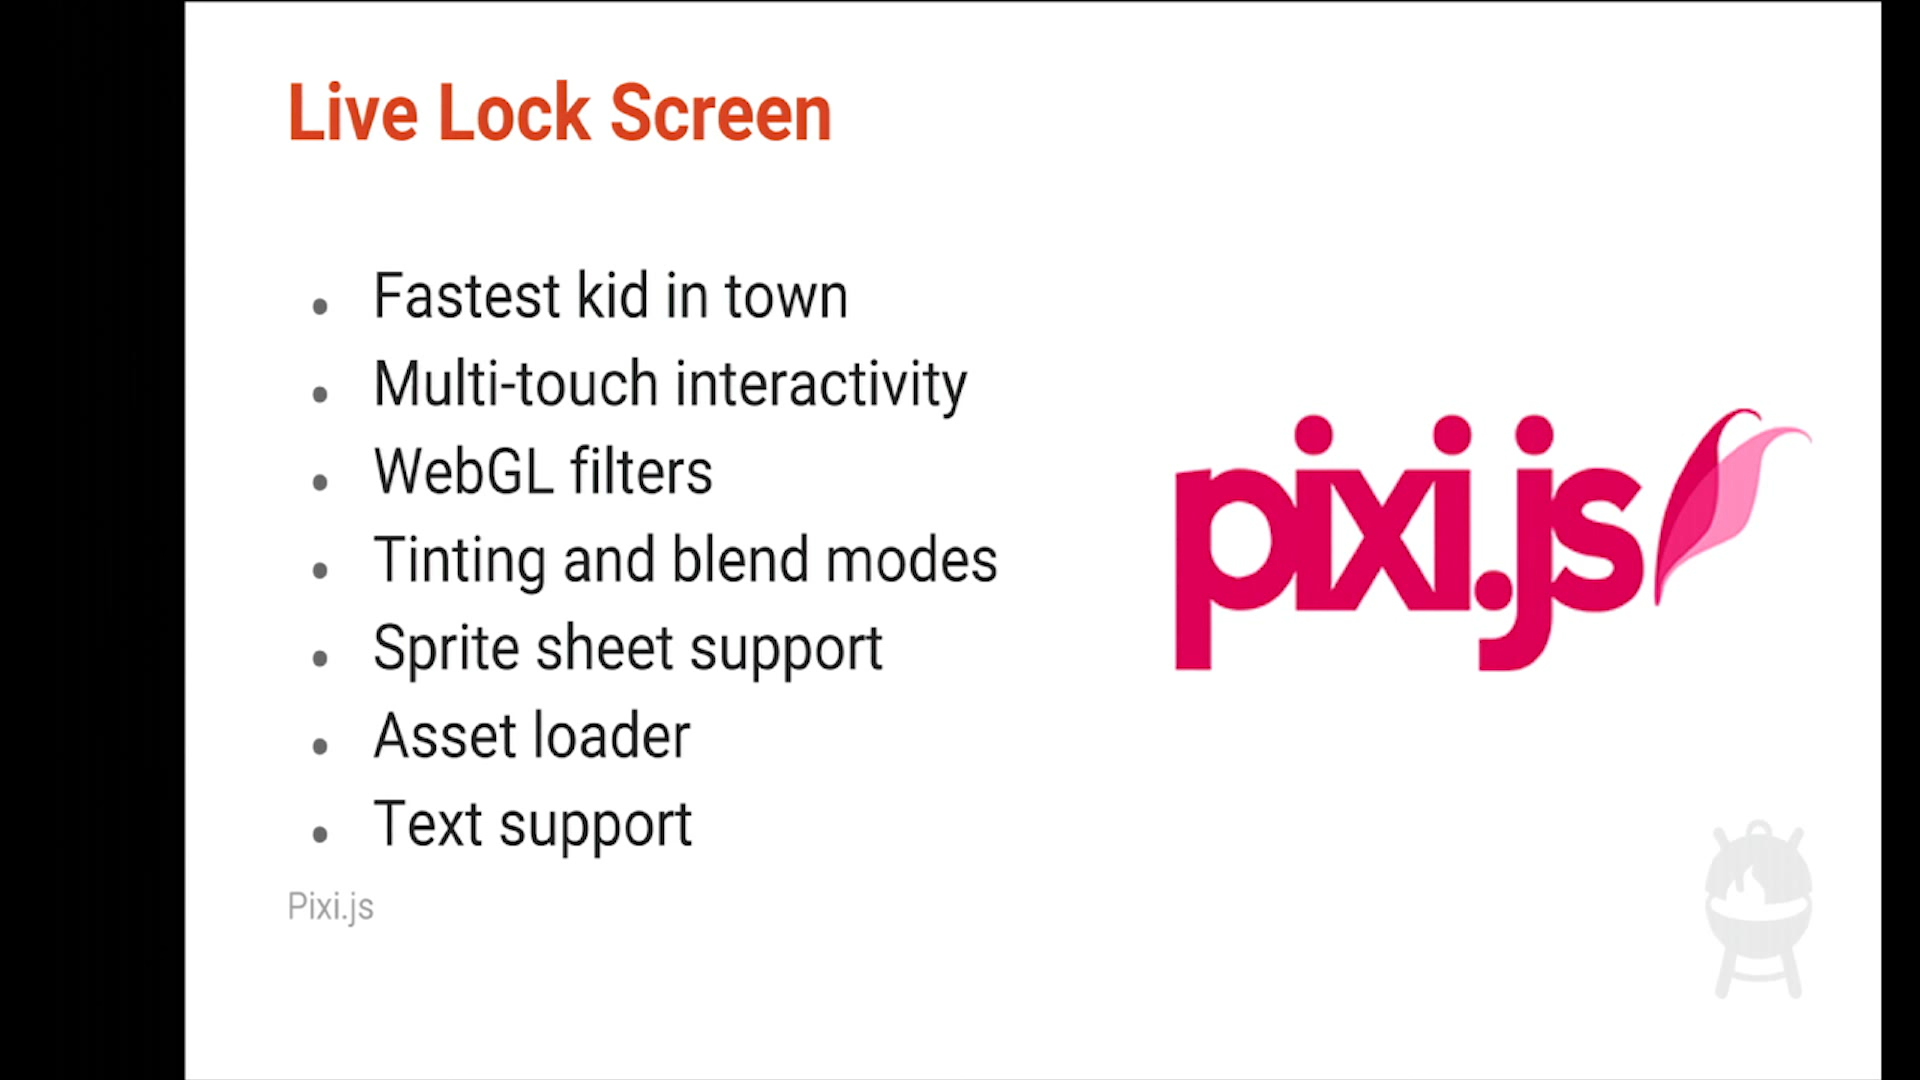 Live Lock Screen
• Fastest kid in town
• Multi-touch interactivity
• WebGL filters
• Tinting and blend modes
• Sprite sheet support
• Asset loader
• Text support
pixi.js
Pixi.js